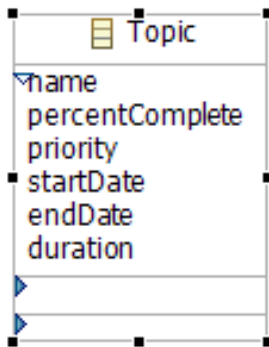 Topic
name
percentComplete
priority
startDate
endDate
duration